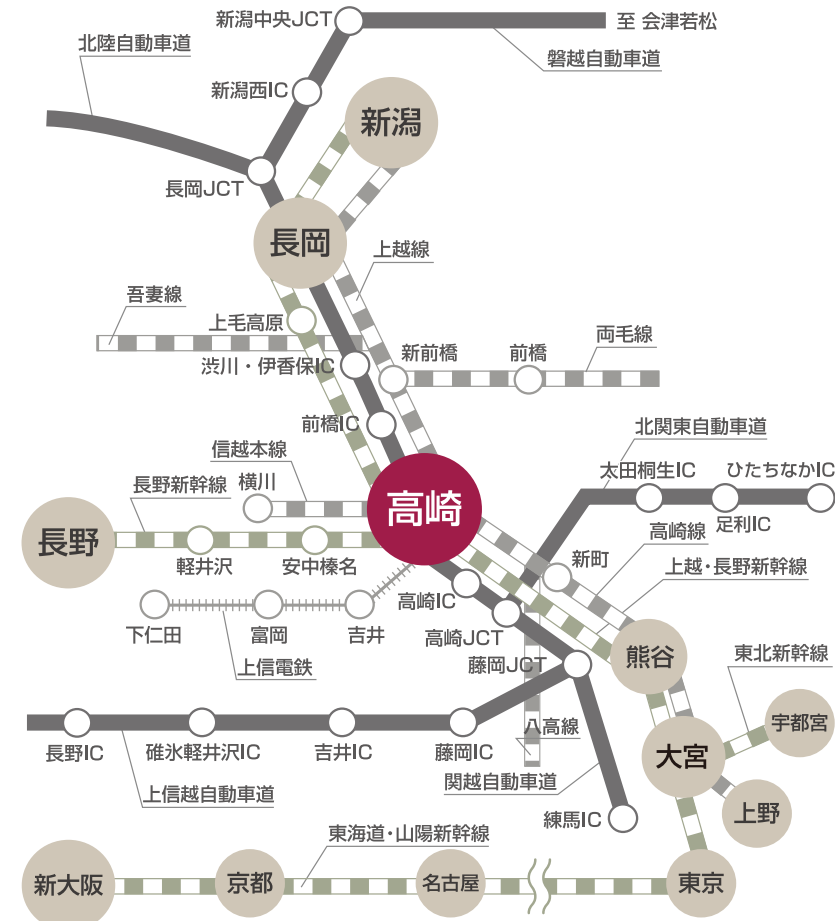 新潟中央JCT
至 会津若松
北陸自動車道
磐越自動車道
新潟西IC
新潟
長岡JCT
長岡
上越線
吾妻線
上毛高原
両毛線
新前橋
前橋
渋川・伊香保IC
前橋IC
北関東自動車道
信越本線
太田桐生IC
ひたちなかIC
横川
長野新幹線
高崎
足利IC
高崎線
長野
軽井沢
安中榛名
新町
上越・長野新幹線
高崎IC
下仁田
富岡
吉井
高崎JCT
上信電鉄
藤岡JCT
熊谷
東北新幹線
宇都宮
八高線
長野IC
碓氷軽井沢IC
吉井IC
藤岡IC
大宮
関越自動車道
上信越自動車道
上野
練馬IC
東海道・山陽新幹線
新大阪
京都
名古屋
東京